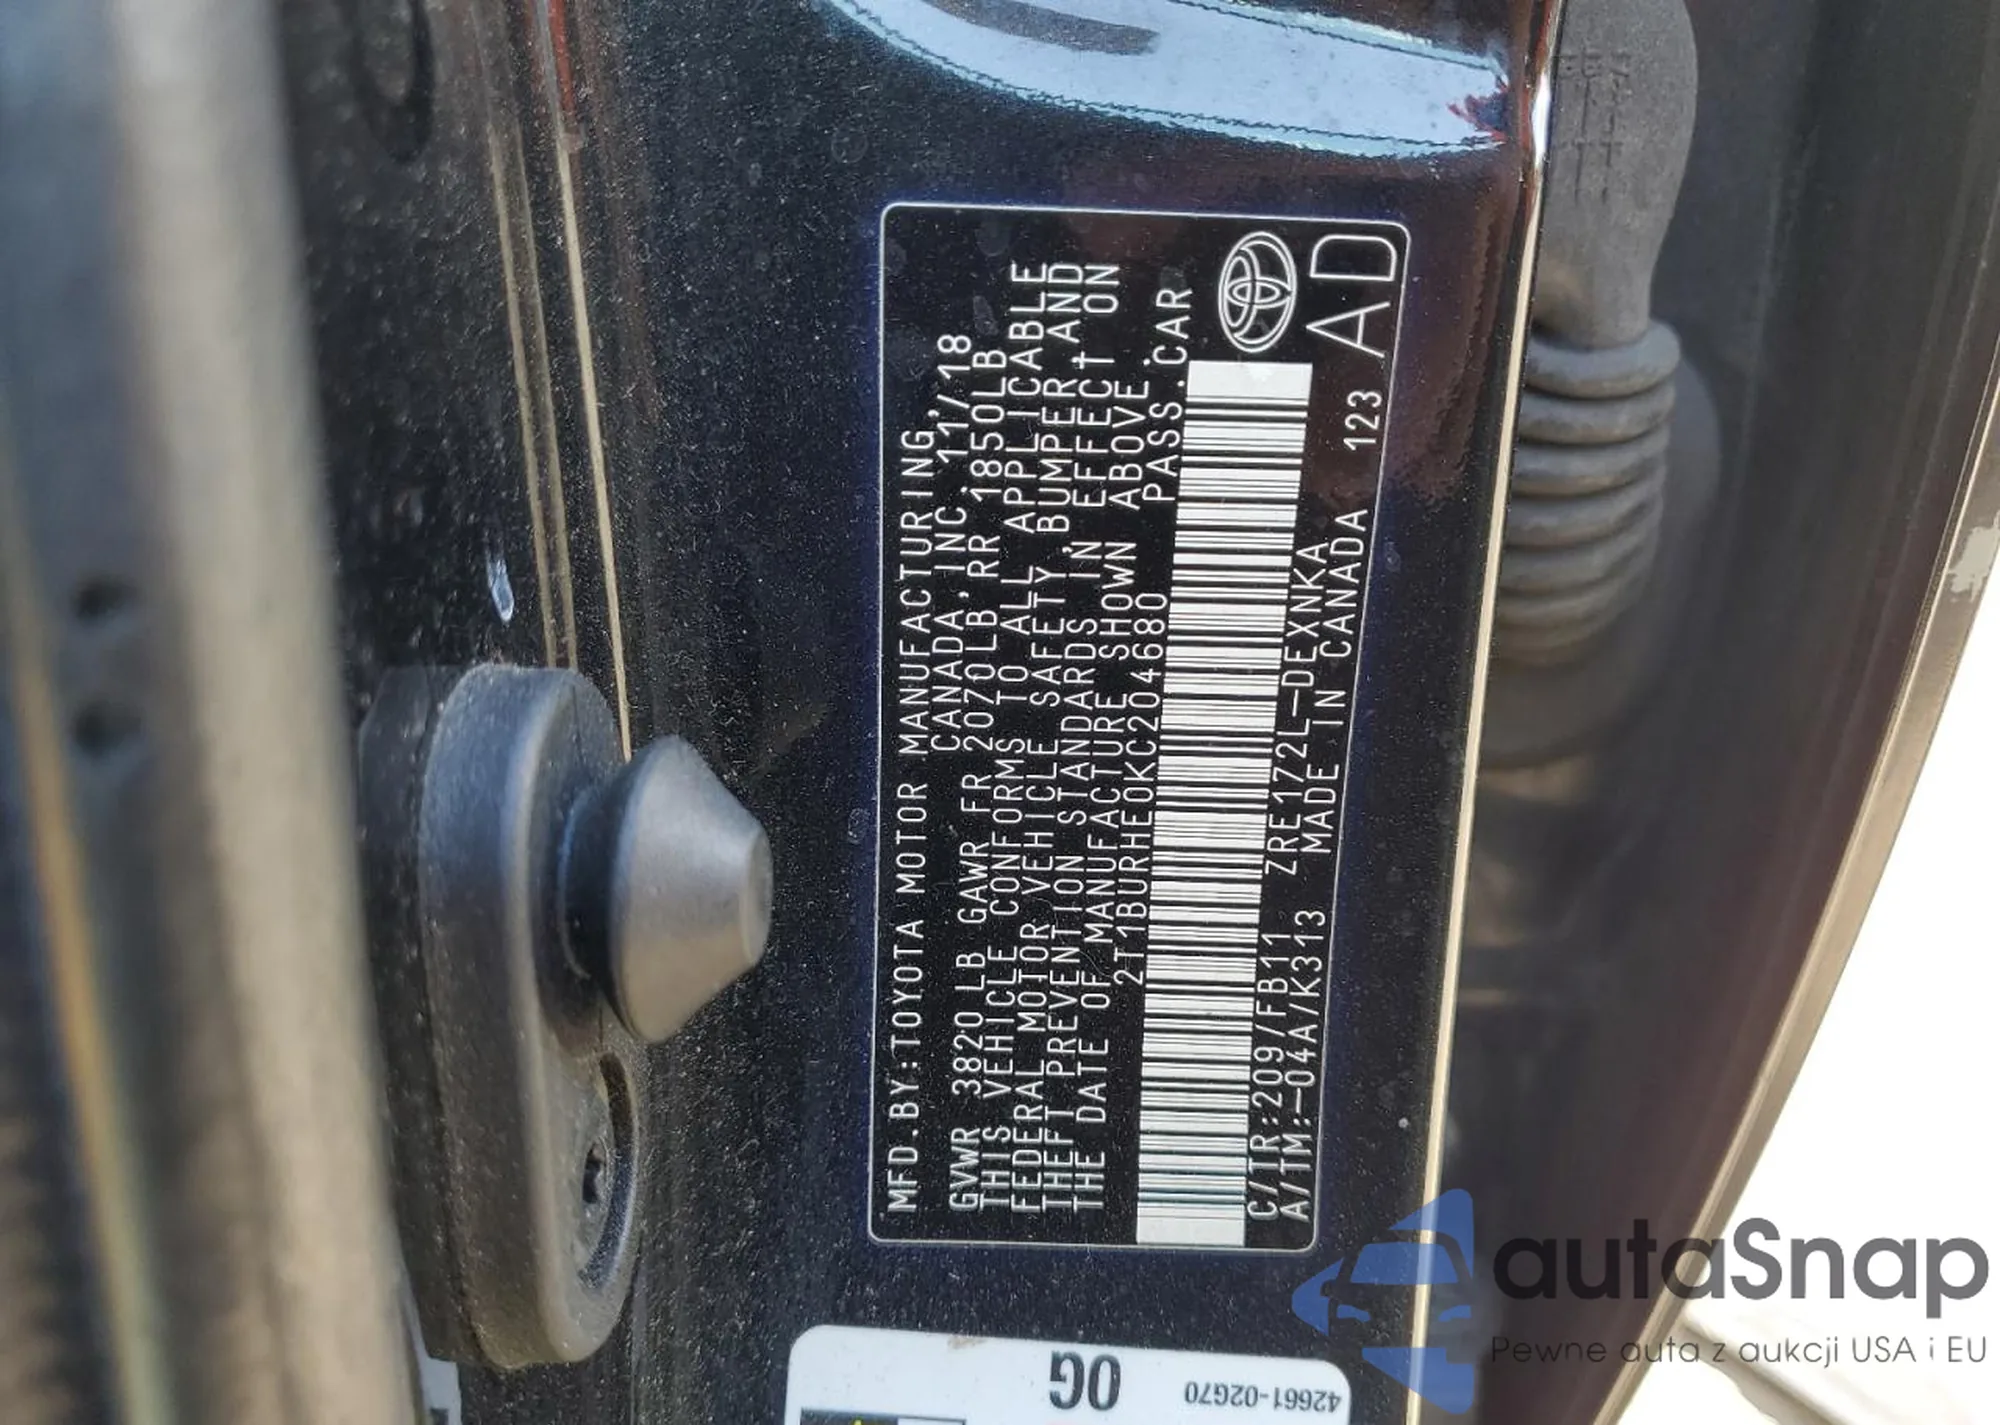 MFD.BY:TOYOTA MOTOR MANUFACTURING
CANADA, INC. 11/18
GVWR 3820 LB GAWR FR 2070LB RR 1850LB
THIS VEHICLE CONFORMS TO ALL APPLICABLE
FEDERAL MOTOR VEHICLE SAFETY, BUMPER AND
THEFT PREVENTION STANDARDS IN EFFECT ON
THE DATE OF MANUFACTURE SHOWN ABOVE.
2T1BURHE0KC204680 PASS.CAR
C/TR:209/FB11 ZRE172L-DEXNKA
A/TM:-04A/K313 MADE IN CANADA 123
AD
0G
42661-02G70
autaSnap
Pewne auta z aukcji USA i EU